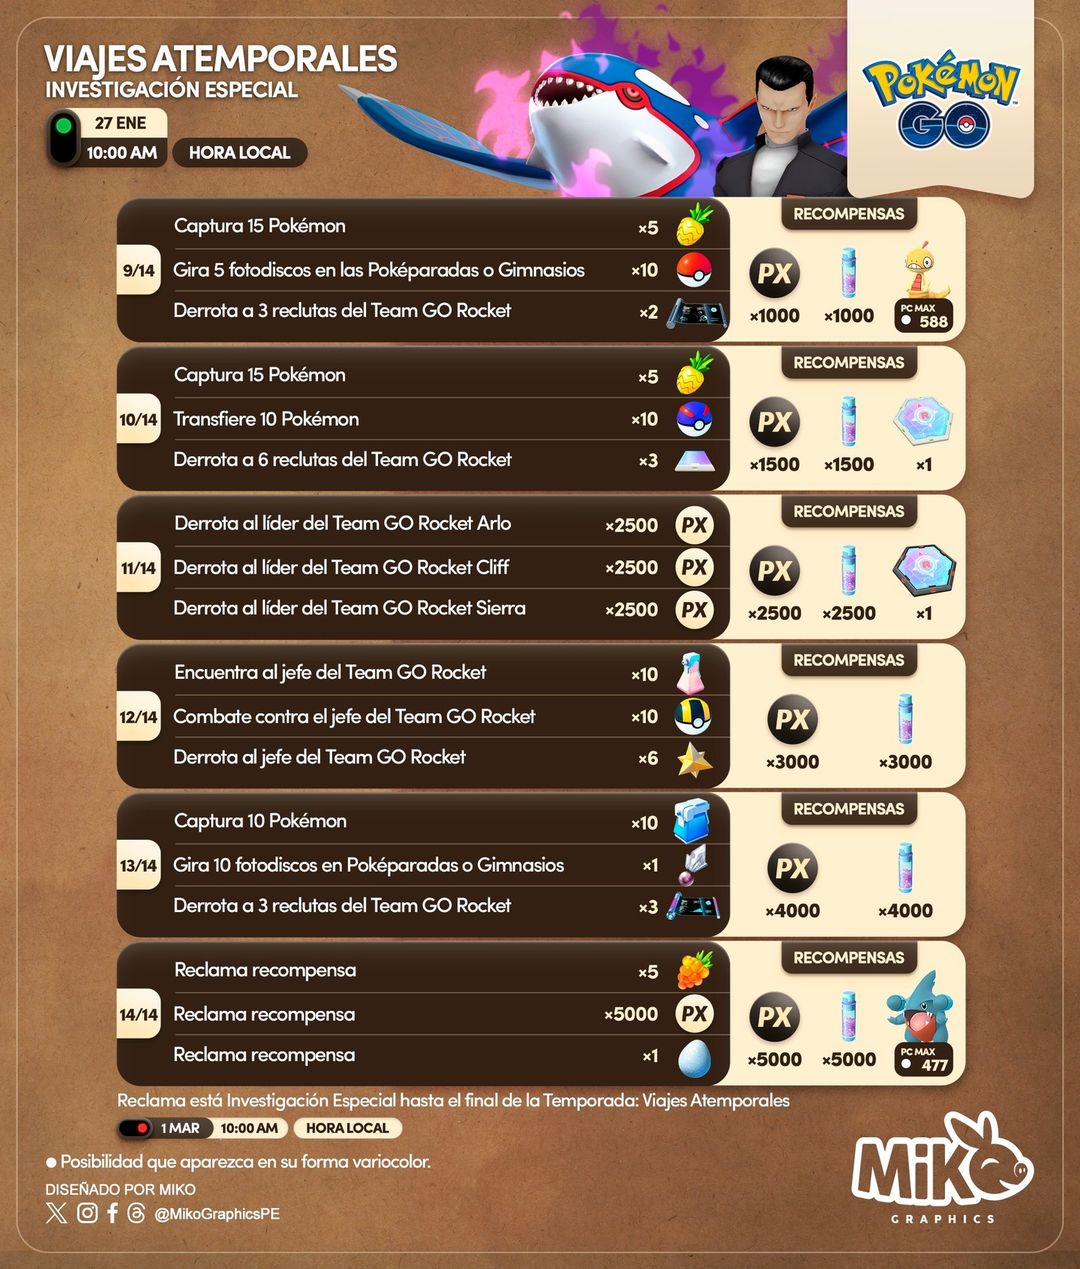 VIAJES ATEMPORALES
INVESTIGACIÓN ESPECIAL
27 ENE
10:00 AM
HORA LOCAL
POKÉMON
GO
9/14
Captura 15 Pokémon
×5
Gira 5 fotodiscos en las Poképaradas o Gimnasios
×10
Derrota a 3 reclutas del Team GO Rocket
×2
RECOMPENSAS
PX
×1000
×1000
PC MAX
588
10/14
Captura 15 Pokémon
×5
Transfiere 10 Pokémon
×10
Derrota a 6 reclutas del Team GO Rocket
×3
RECOMPENSAS
PX
×1500
×1500
×1
11/14
Derrota al líder del Team GO Rocket Arlo
×2500 PX
Derrota al líder del Team GO Rocket Cliff
×2500 PX
Derrota al líder del Team GO Rocket Sierra
×2500 PX
RECOMPENSAS
PX
×2500
×2500
×1
12/14
Encuentra al jefe del Team GO Rocket
×10
Combate contra el jefe del Team GO Rocket
×10
Derrota al jefe del Team GO Rocket
×6
RECOMPENSAS
PX
×3000
×3000
13/14
Captura 10 Pokémon
×10
Gira 10 fotodiscos en Poképaradas o Gimnasios
×1
Derrota a 3 reclutas del Team GO Rocket
×3
RECOMPENSAS
PX
×4000
×4000
14/14
Reclama recompensa
×5
Reclama recompensa
×5000 PX
Reclama recompensa
×1
RECOMPENSAS
PX
×5000
×5000
PC MAX
477
Reclama está Investigación Especial hasta el final de la Temporada: Viajes Atemporales
1 MAR
10:00 AM
HORA LOCAL
Posibilidad que aparezca en su forma variocolor.
DISEÑADO POR MIKO
@MikoGraphicsPE
MiKO
GRAPHICS